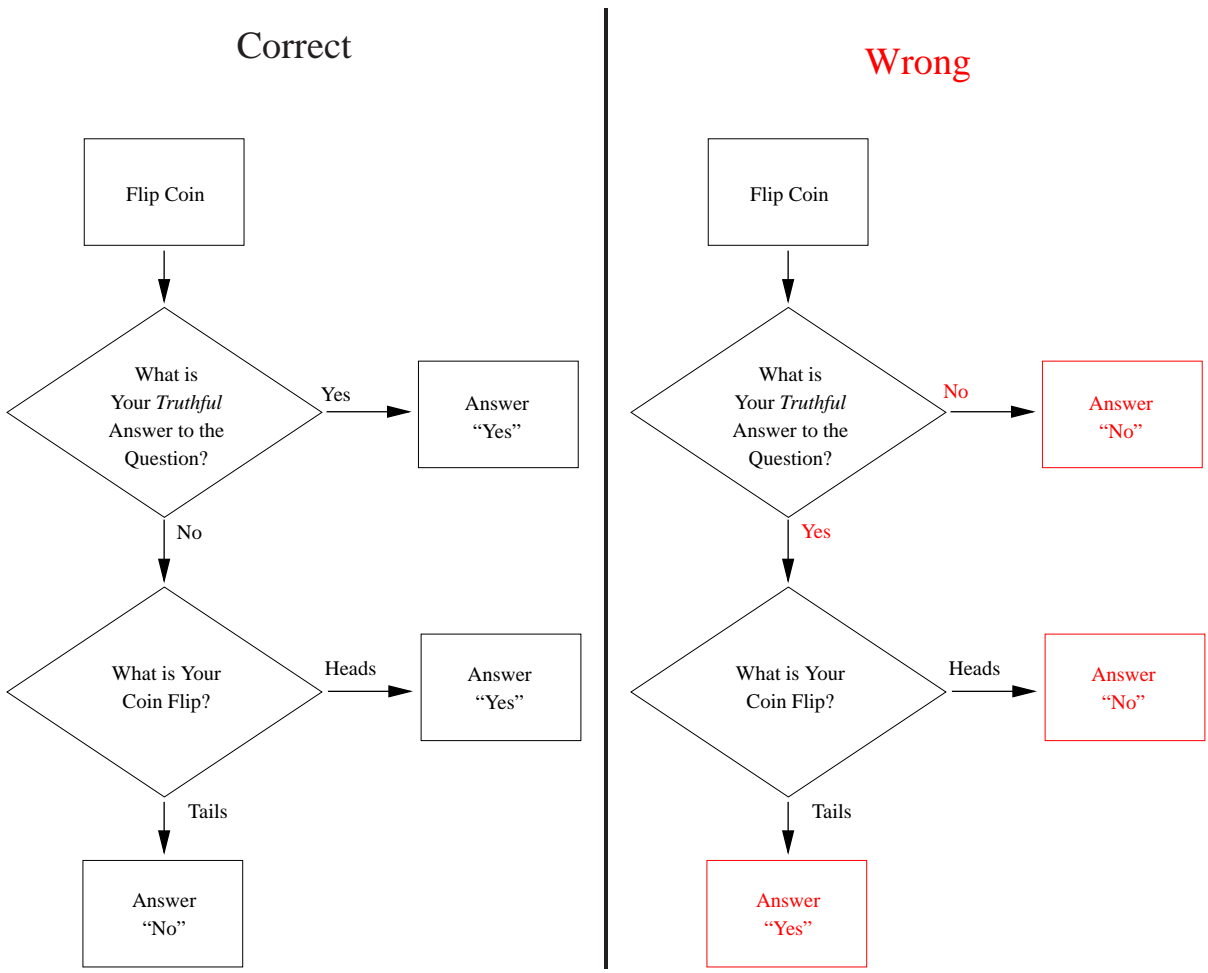 Correct
Flip Coin
What is
Your Truthful
Answer to the
Question?
Yes
Answer
“Yes”
No
What is Your
Coin Flip?
Heads
Answer
“Yes”
Tails
Answer
“No”
Wrong
Flip Coin
What is
Your Truthful
Answer to the
Question?
No
Answer
“No”
Yes
What is Your
Coin Flip?
Heads
Answer
“No”
Tails
Answer
“Yes”